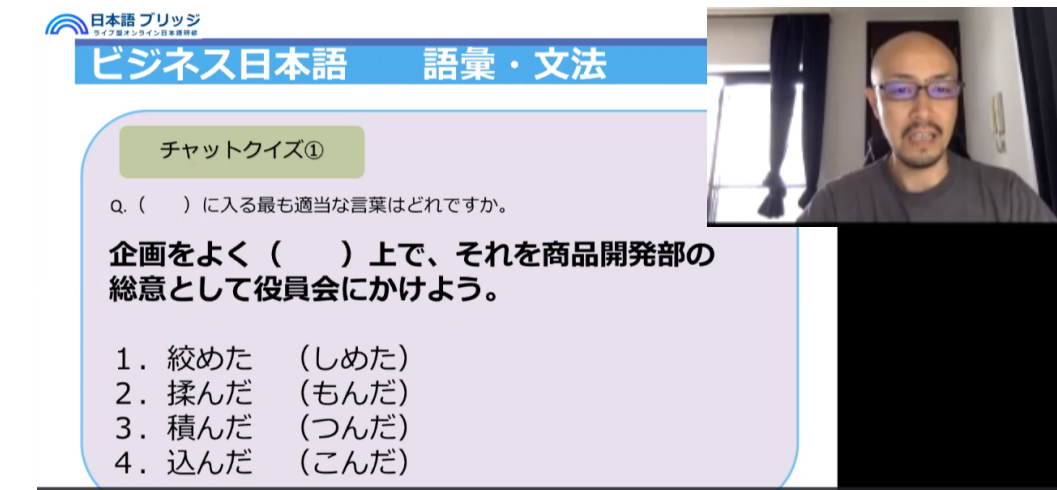 日本語 ブリッジ
ライブ型オンライン日本語研修
ビジネス日本語 語彙・文法
チャットクイズ①
Q.（　　）に入る最も適当な言葉はどれですか。
企画をよく（　　）上で、それを商品開発部の
総意として役員会にかけよう。
１．絞めた （しめた）
２．揉んだ （もんだ）
３．積んだ （つんだ）
４．込んだ （こんだ）